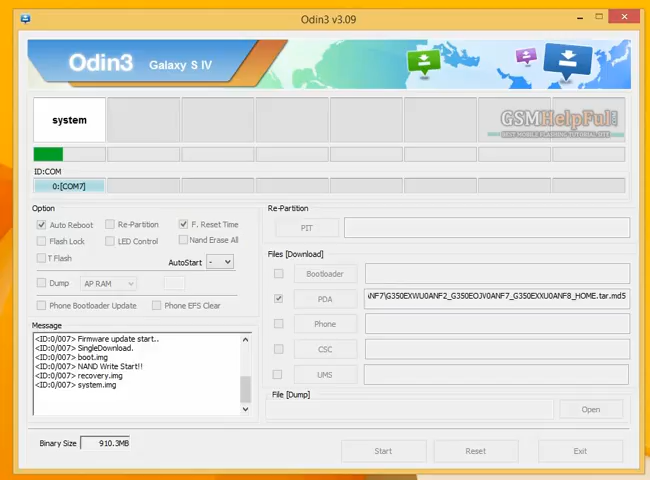 Odin3 v3.09
Odin3 Galaxy S IV
system
GSMHelpFul.com
BEST MOBILE FLASHING TUTORIAL SITE
ID:COM
0:[COM7]
Option
Auto Reboot
Re-Partition
F. Reset Time
Flash Lock
LED Control
Nand Erase All
T Flash
AutoStart
-
Dump
AP RAM
Phone Bootloader Update
Phone EFS Clear
Message
<ID:0/007> Firmware update start..
<ID:0/007> SingleDownload.
<ID:0/007> boot.img
<ID:0/007> NAND Write Start!!
<ID:0/007> recovery.img
<ID:0/007> system.img
Binary Size
910.3MB
Re-Partition
PIT
Files [Download]
Bootloader
PDA
\NF7\G350EXWU0ANF2_G350EOJV0ANF7_G350EXXU0ANF8_HOME.tar.md5
Phone
CSC
UMS
File [Dump]
Open
Start
Reset
Exit